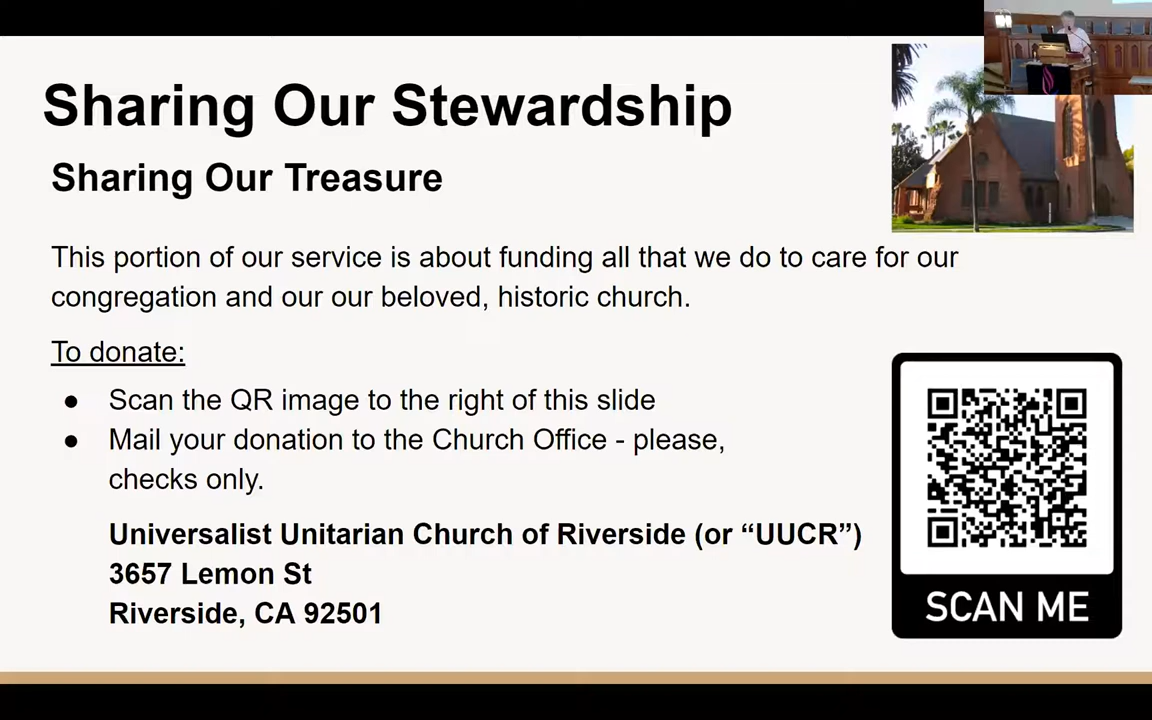 Sharing Our Stewardship
Sharing Our Treasure
This portion of our service is about funding all that we do to care for our
congregation and our our beloved, historic church.
To donate:
● Scan the QR image to the right of this slide
● Mail your donation to the Church Office - please,
checks only.
Universalist Unitarian Church of Riverside (or “UUCR”)
3657 Lemon St
Riverside, CA 92501
SCAN ME